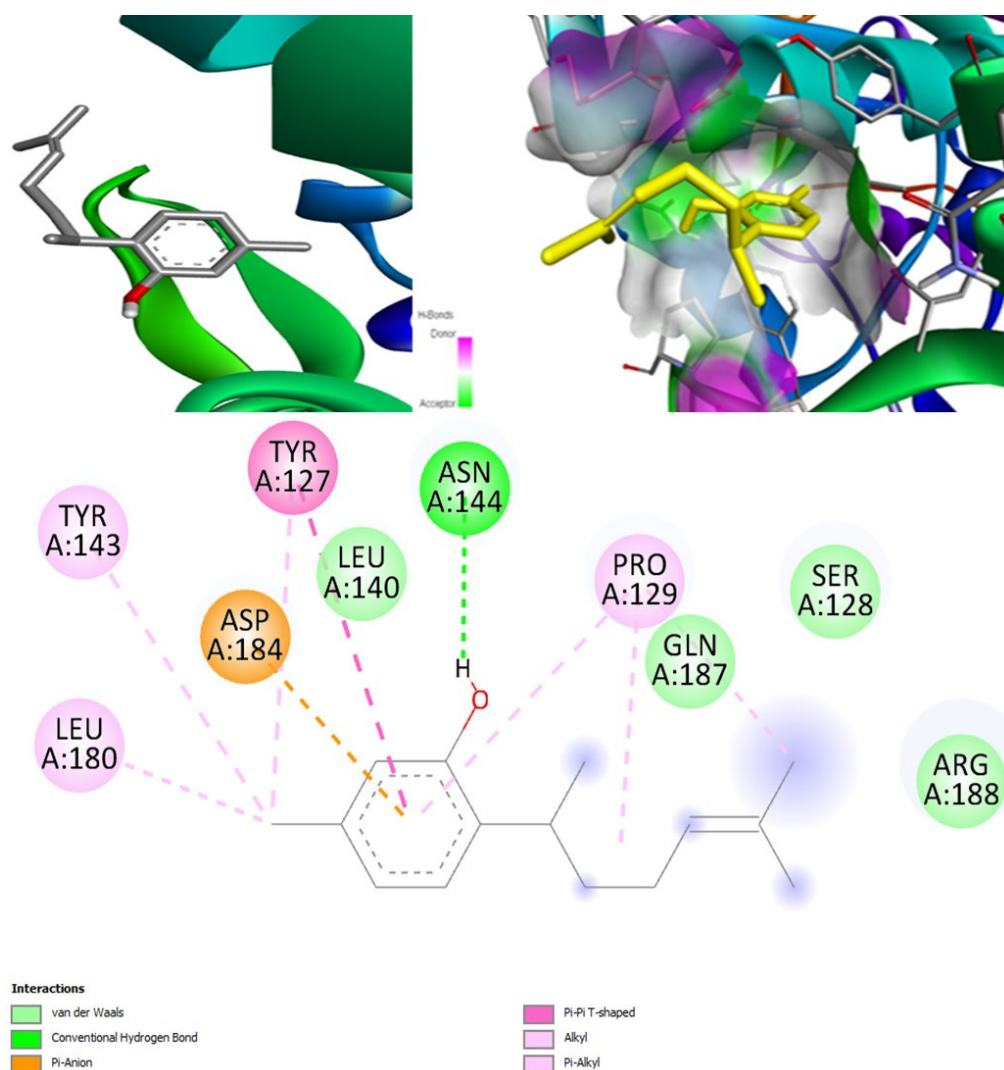 H-Bonds
Donor
Acceptor
TYR
A:127
ASN
A:144
TYR
A:143
LEU
A:140
PRO
A:129
SER
A:128
ASP
A:184
GLN
A:187
H
O
LEU
A:180
ARG
A:188
Interactions
van der Waals
Conventional Hydrogen Bond
Pi-Anion
Pi-Pi T-shaped
Alkyl
Pi-Alkyl